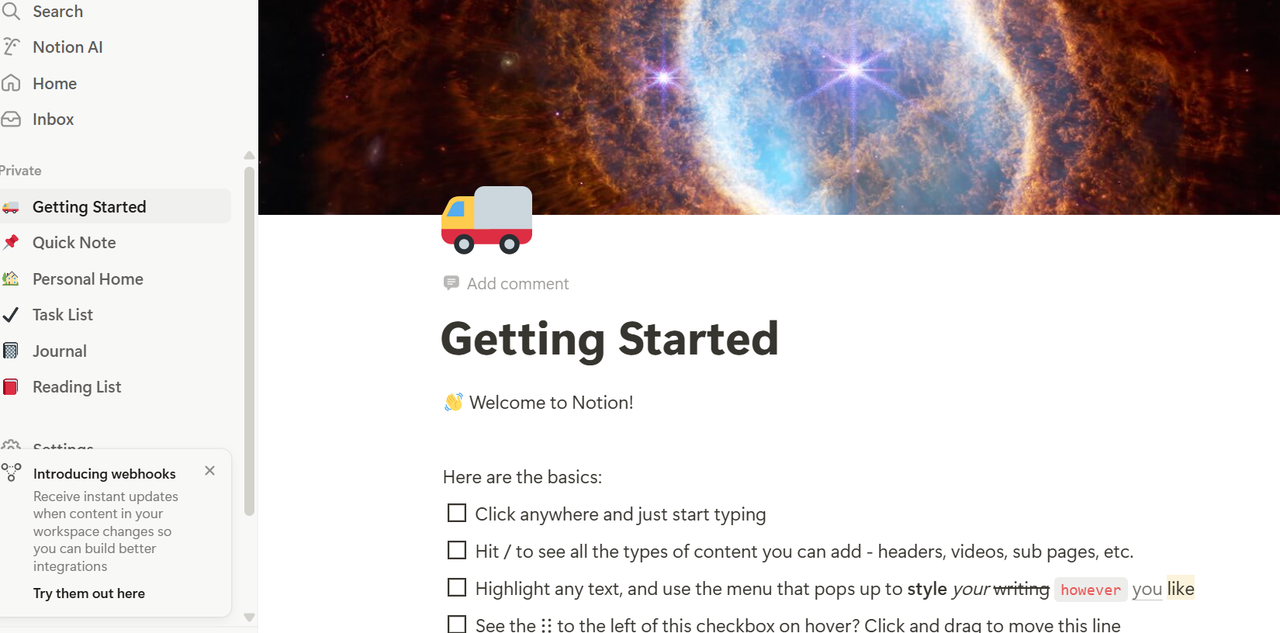 Search
Notion AI
Home
Inbox
Private
Getting Started
Quick Note
Personal Home
Task List
Journal
Reading List
Settings
Introducing webhooks
Receive instant updates
when content in your
workspace changes so
you can build better
integrations
Try them out here
Add comment
Getting Started
👋 Welcome to Notion!
Here are the basics:
Click anywhere and just start typing
Hit / to see all the types of content you can add - headers, videos, sub pages, etc.
Highlight any text, and use the menu that pops up to style your writing however you like
See the ⋮⋮ to the left of this checkbox on hover? Click and drag to move this line